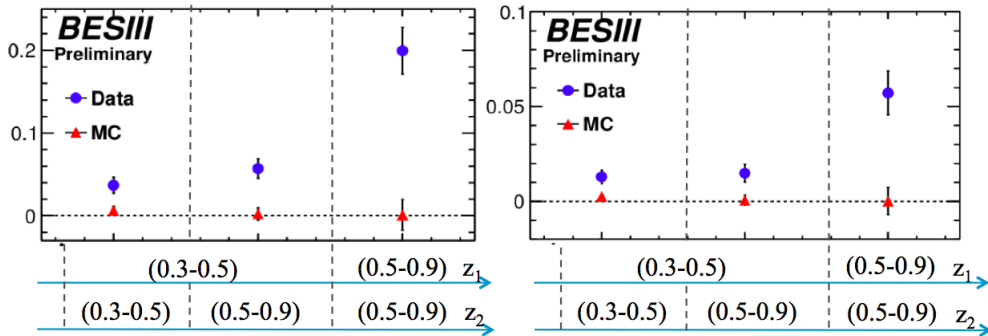 BESIII
Preliminary
0.2
Data
0.1
MC
0
(0.3-0.5) (0.5-0.9) z1
(0.3-0.5) (0.5-0.9) (0.5-0.9) z2
0.1
BESIII
Preliminary
Data
0.05
MC
0
(0.3-0.5) (0.5-0.9) z1
(0.3-0.5) (0.5-0.9) (0.5-0.9) z2